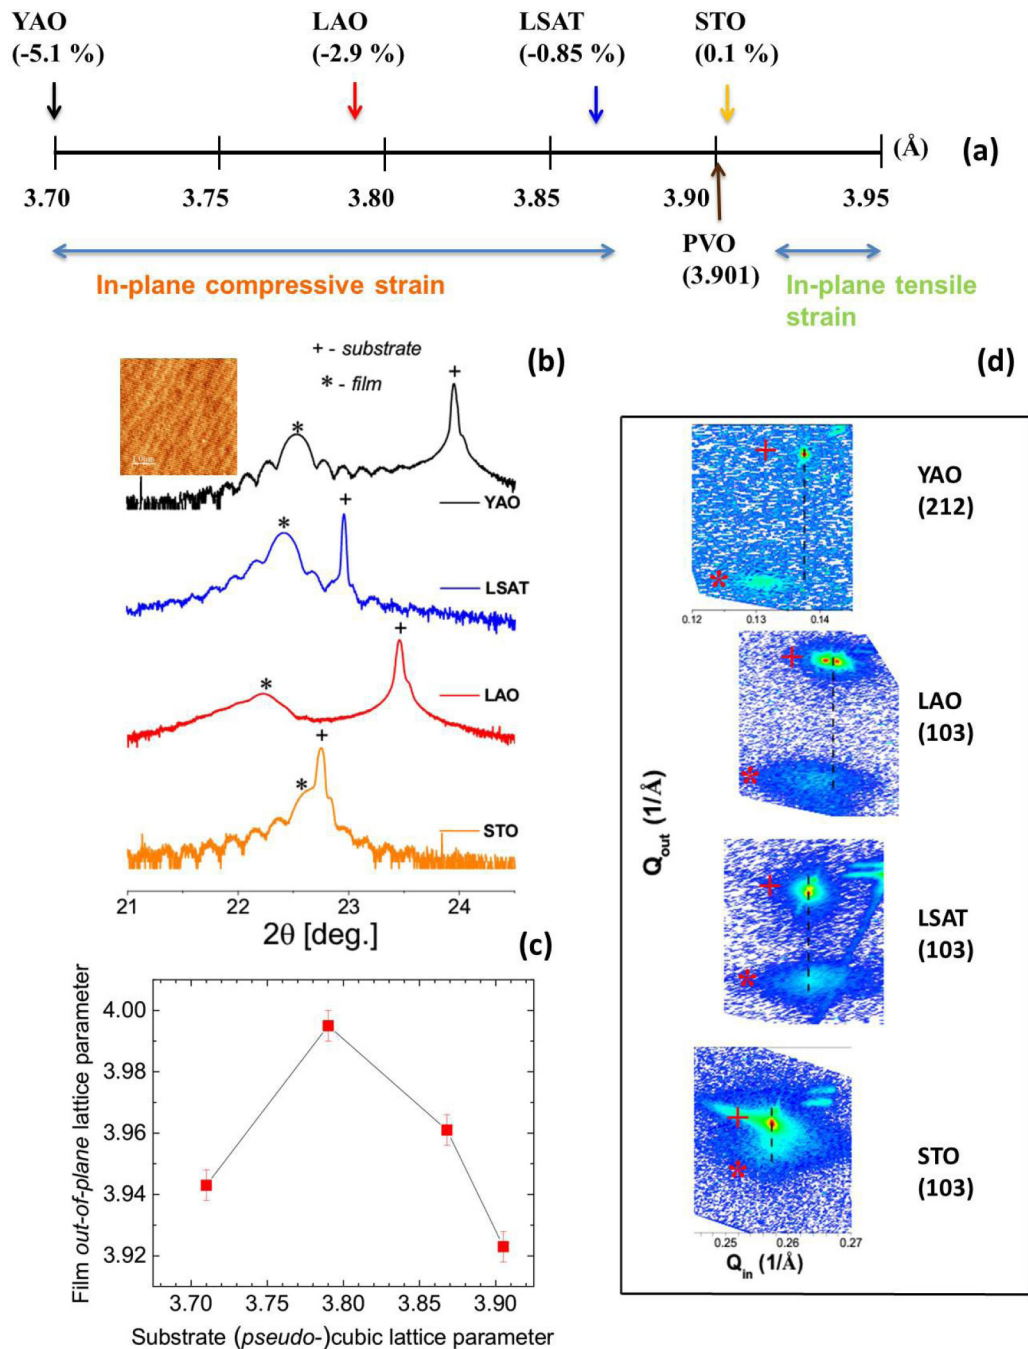 YAO LAO LSAT STO
(-5.1 %) (-2.9 %) (-0.85 %) (0.1 %)
(Å) (a)
3.70 3.75 3.80 3.85 3.90 3.95
PVO
(3.901)
In-plane compressive strain
In-plane tensile
strain
(b)
+ - substrate
* - film
* +
YAO
* +
LSAT
* +
LAO
* +
STO
21 22 23 24
2θ [deg.]
(c)
Film out-of-plane lattice parameter
4.00
3.98
3.96
3.94
3.92
3.70 3.75 3.80 3.85 3.90
Substrate (pseudo-)cubic lattice parameter
(d)
Q_out (1/Å)
+
*
YAO
(212)
0.12 0.13 0.14
+
*
LAO
(103)
+
*
LSAT
(103)
+
*
STO
(103)
0.25 0.26 0.27
Q_in (1/Å)